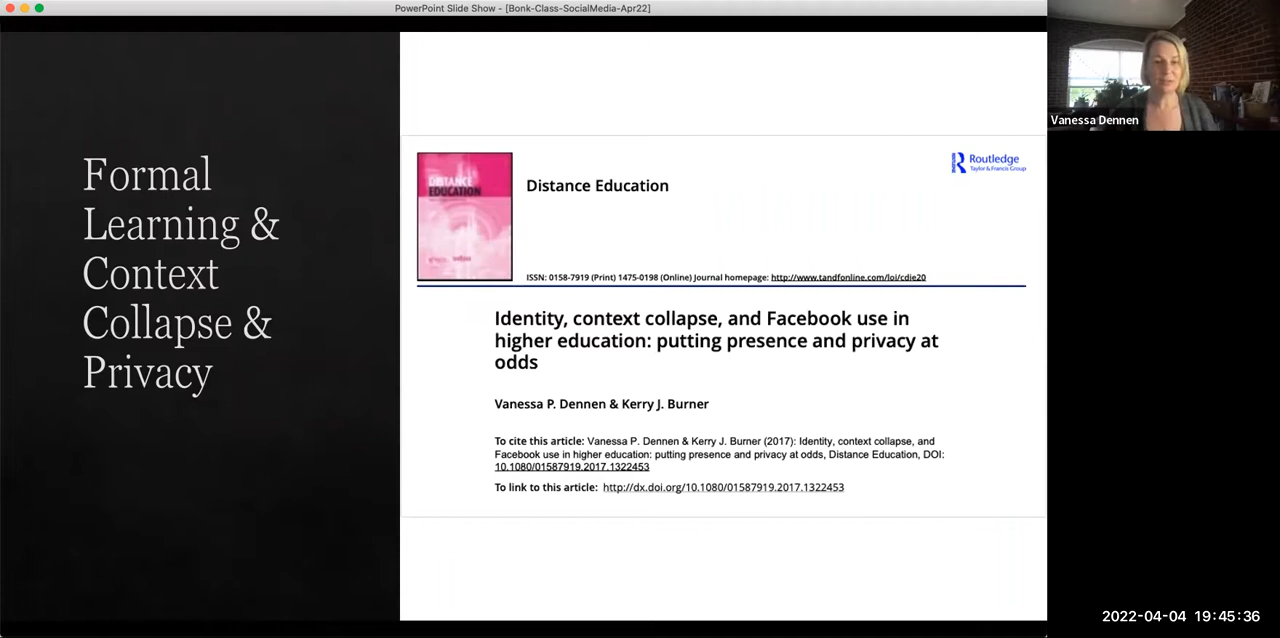 PowerPoint Slide Show - [Bonk-Class-SocialMedia-Apr22]
Formal
Learning &
Context
Collapse &
Privacy
DISTANCE
EDUCATION
Distance Education
Routledge
Taylor & Francis Group
ISSN: 0158-7919 (Print) 1475-0198 (Online) Journal homepage: http://www.tandfonline.com/loi/cdie20
Identity, context collapse, and Facebook use in
higher education: putting presence and privacy at
odds
Vanessa P. Dennen & Kerry J. Burner
To cite this article: Vanessa P. Dennen & Kerry J. Burner (2017): Identity, context collapse, and
Facebook use in higher education: putting presence and privacy at odds, Distance Education, DOI:
10.1080/01587919.2017.1322453
To link to this article: http://dx.doi.org/10.1080/01587919.2017.1322453
Vanessa Dennen
2022-04-04 19:45:36